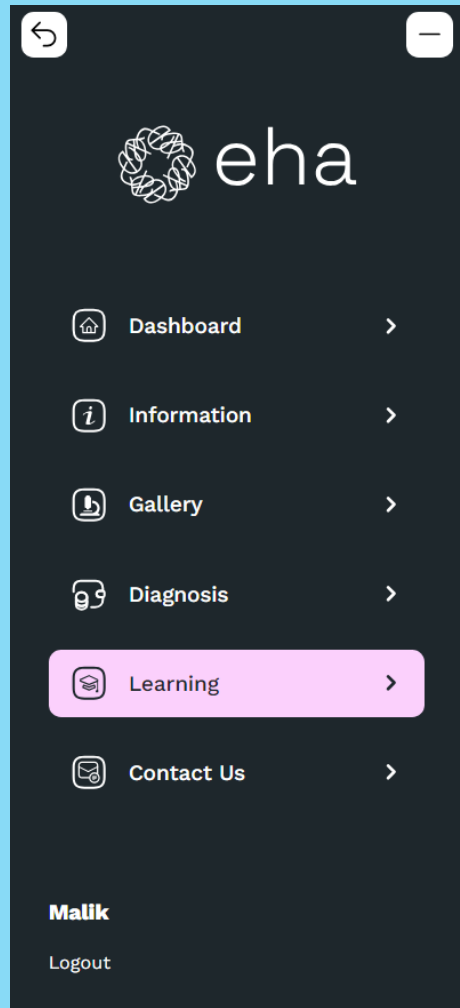 eha
Dashboard
Information
Gallery
Diagnosis
Learning
Contact Us
Malik
Logout